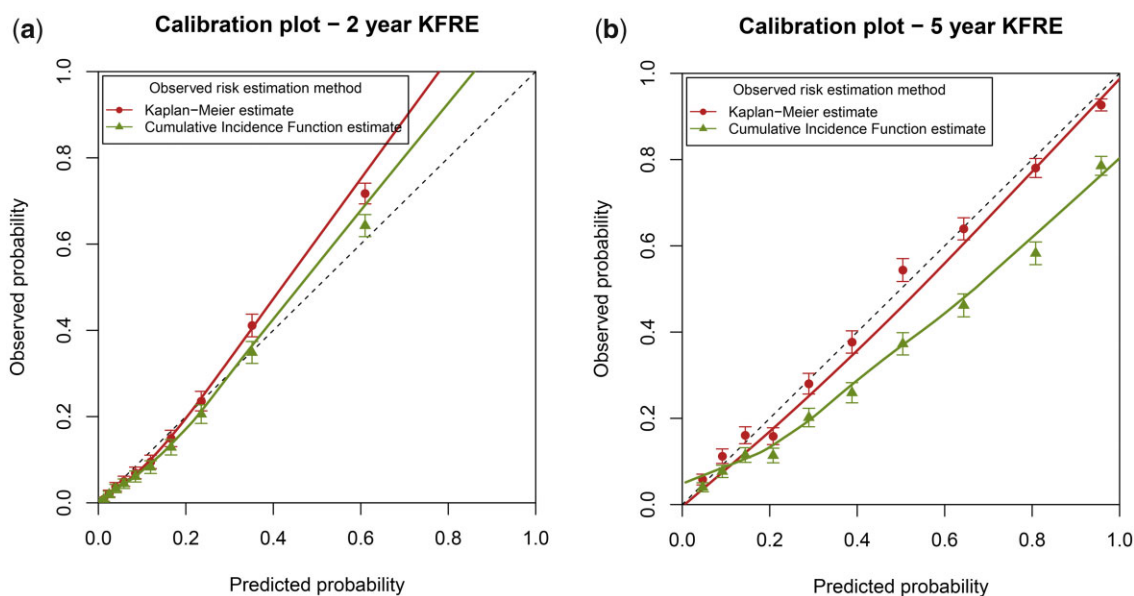 (a)
Calibration plot − 2 year KFRE
Observed risk estimation method
Kaplan−Meier estimate
Cumulative Incidence Function estimate
Observed probability
1.0
0.8
0.6
0.4
0.2
0.0
0.0 0.2 0.4 0.6 0.8 1.0
Predicted probability
(b)
Calibration plot − 5 year KFRE
Observed risk estimation method
Kaplan−Meier estimate
Cumulative Incidence Function estimate
Observed probability
1.0
0.8
0.6
0.4
0.2
0.0
0.0 0.2 0.4 0.6 0.8 1.0
Predicted probability